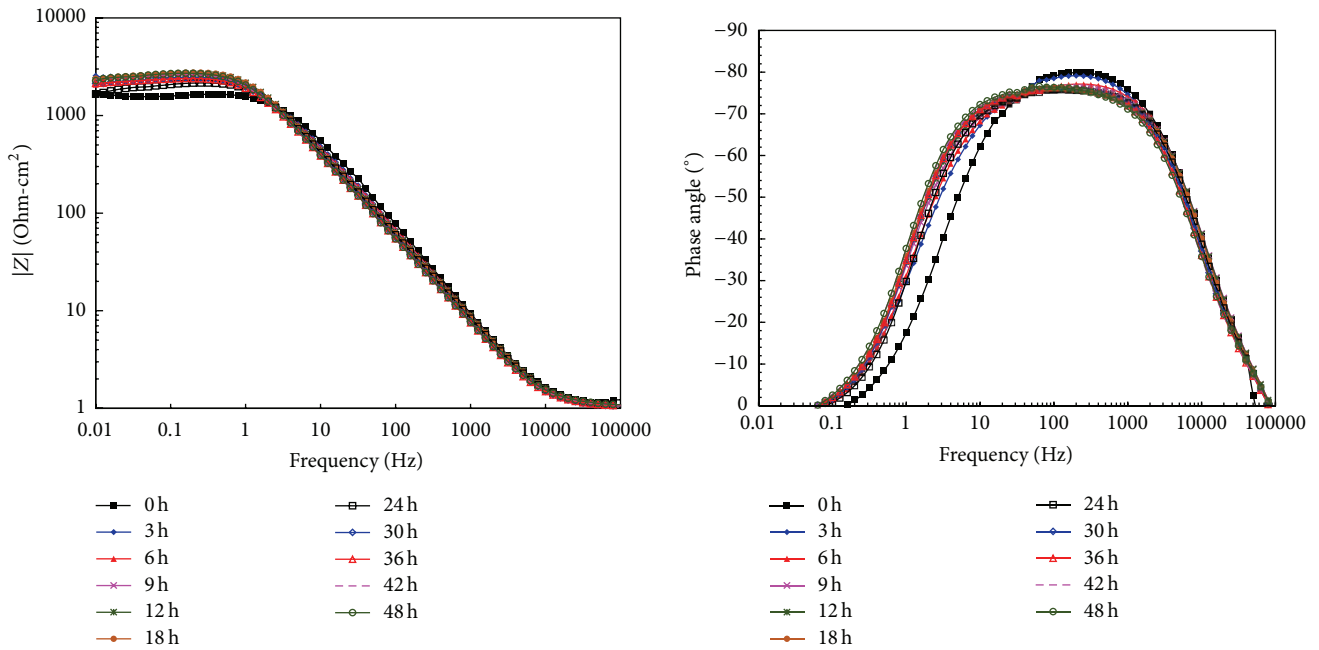 10000
1000
100
10
1
|Z| (Ohm-cm²)
0.01 0.1 1 10 100 1000 10000 100000
Frequency (Hz)
0 h
3 h
6 h
9 h
12 h
18 h
24 h
30 h
36 h
42 h
48 h
−90
−80
−70
−60
−50
−40
−30
−20
−10
0
Phase angle (°)
0.01 0.1 1 10 100 1000 10000 100000
Frequency (Hz)
0 h
3 h
6 h
9 h
12 h
18 h
24 h
30 h
36 h
42 h
48 h